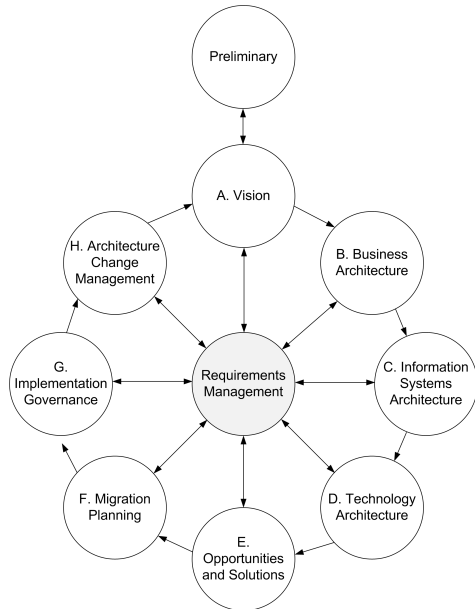 Preliminary
A. Vision
H. Architecture
Change
Management
B. Business
Architecture
G.
Implementation
Governance
Requirements
Management
C. Information
Systems
Architecture
F. Migration
Planning
D. Technology
Architecture
E.
Opportunities
and Solutions